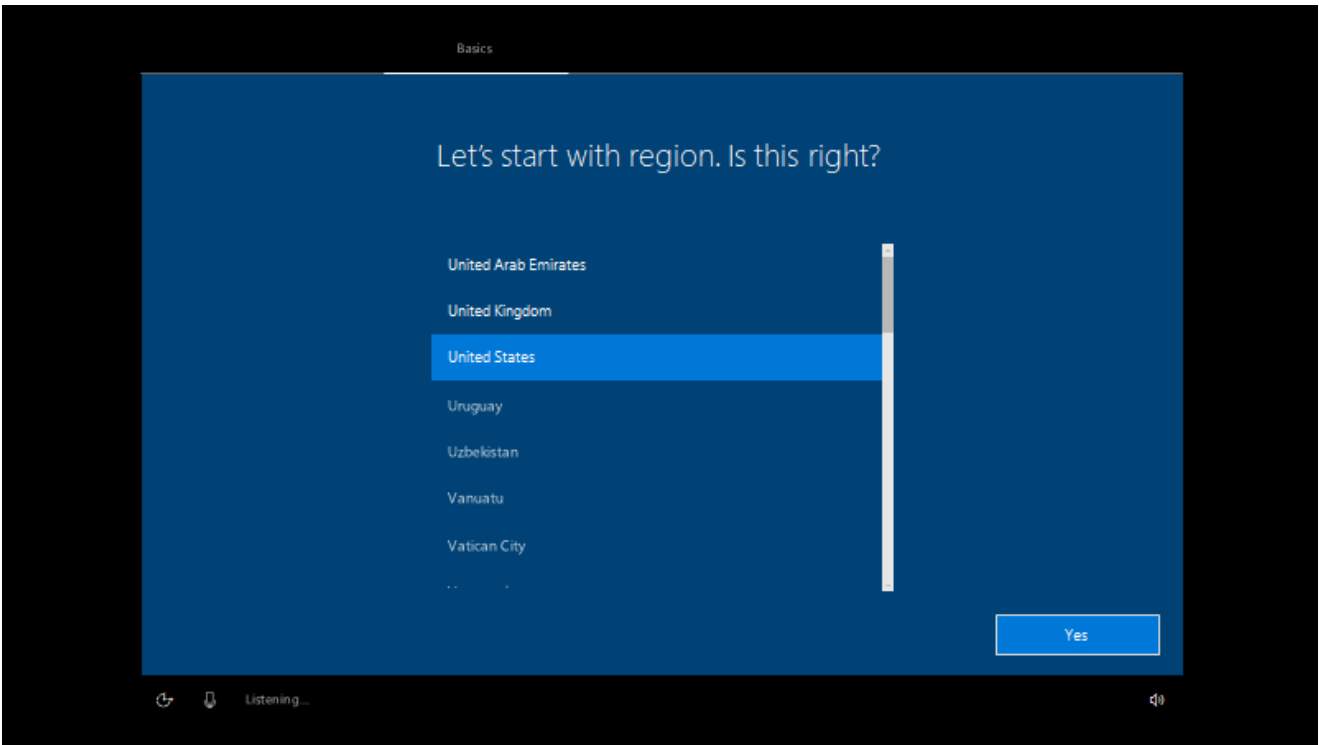 Basics
Let's start with region. Is this right?
United Arab Emirates
United Kingdom
United States
Uruguay
Uzbekistan
Vanuatu
Vatican City
Yes
Listening...